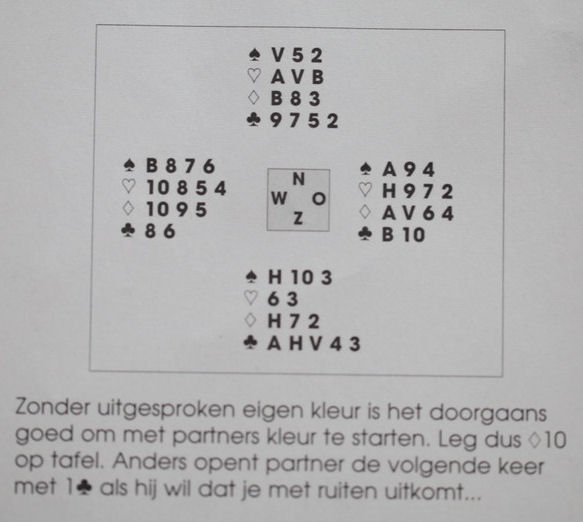 ♠ V 5 2
♡ A V B
♢ B 8 3
♣ 9 7 5 2
♠ B 8 7 6
♡ 10 8 5 4
♢ 10 9 5
♣ 8 6
N
W O
Z
♠ A 9 4
♡ H 9 7 2
♢ A V 6 4
♣ B 10
♠ H 10 3
♡ 6 3
♢ H 7 2
♣ A H V 4 3
Zonder uitgesproken eigen kleur is het doorgaans
goed om met partners kleur te starten. Leg dus ♢10
op tafel. Anders opent partner de volgende keer
met 1♣ als hij wil dat je met ruiten uitkomt...